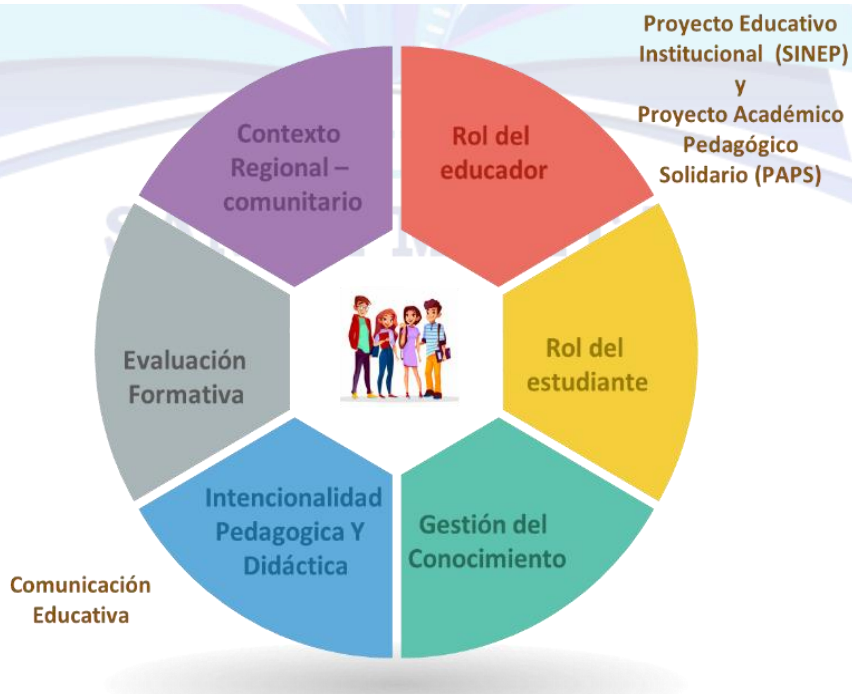 Proyecto Educativo
Institucional (SINEP)
y
Proyecto Académico
Pedagógico
Solidario (PAPS)
Contexto
Regional –
comunitario
Rol del
educador
Evaluación
Formativa
Rol del
estudiante
Intencionalidad
Pedagogica Y
Didáctica
Gestión del
Conocimiento
Comunicación
Educativa